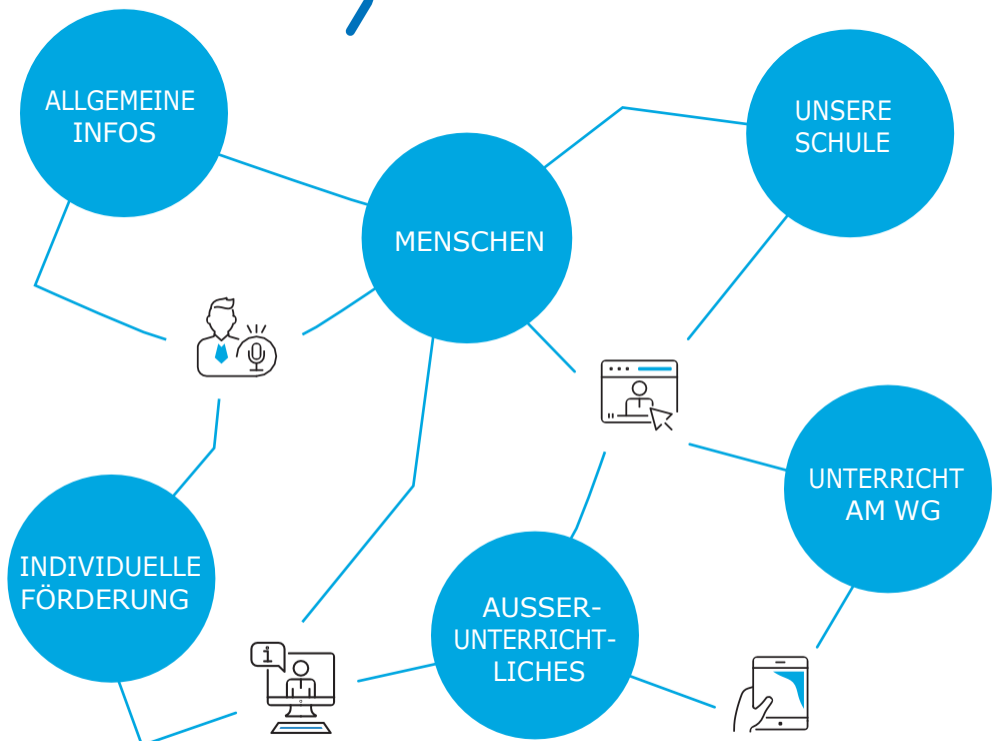 ALLGEMEINE
INFOS
UNSERE
SCHULE
MENSCHEN
UNTERRICHT
AM WG
INDIVIDUELLE
FÖRDERUNG
AUSSER-
UNTERRICHT-
LICHES
i